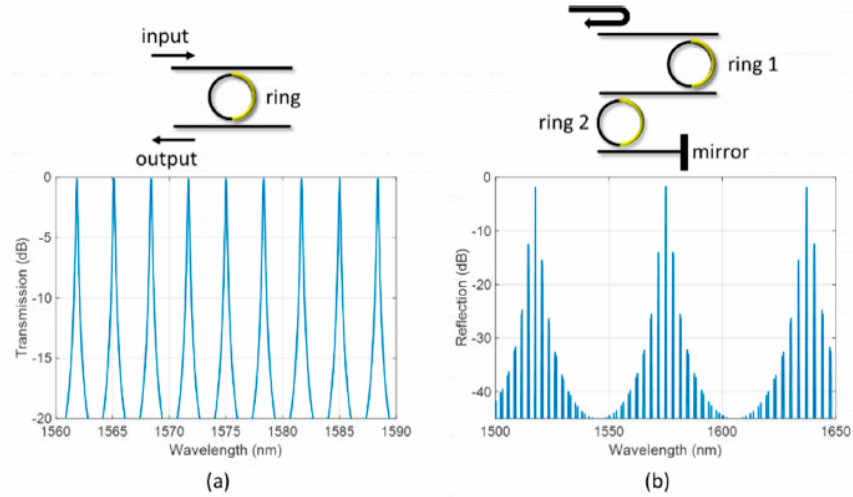 input
ring
output
0
-5
-10
-15
-20
Transmission (dB)
1560
1565
1570
1575
1580
1585
1590
Wavelength (nm)
(a)
ring 1
ring 2
mirror
0
-10
-20
-30
-40
Reflection (dB)
1500
1550
1600
1650
Wavelength (nm)
(b)